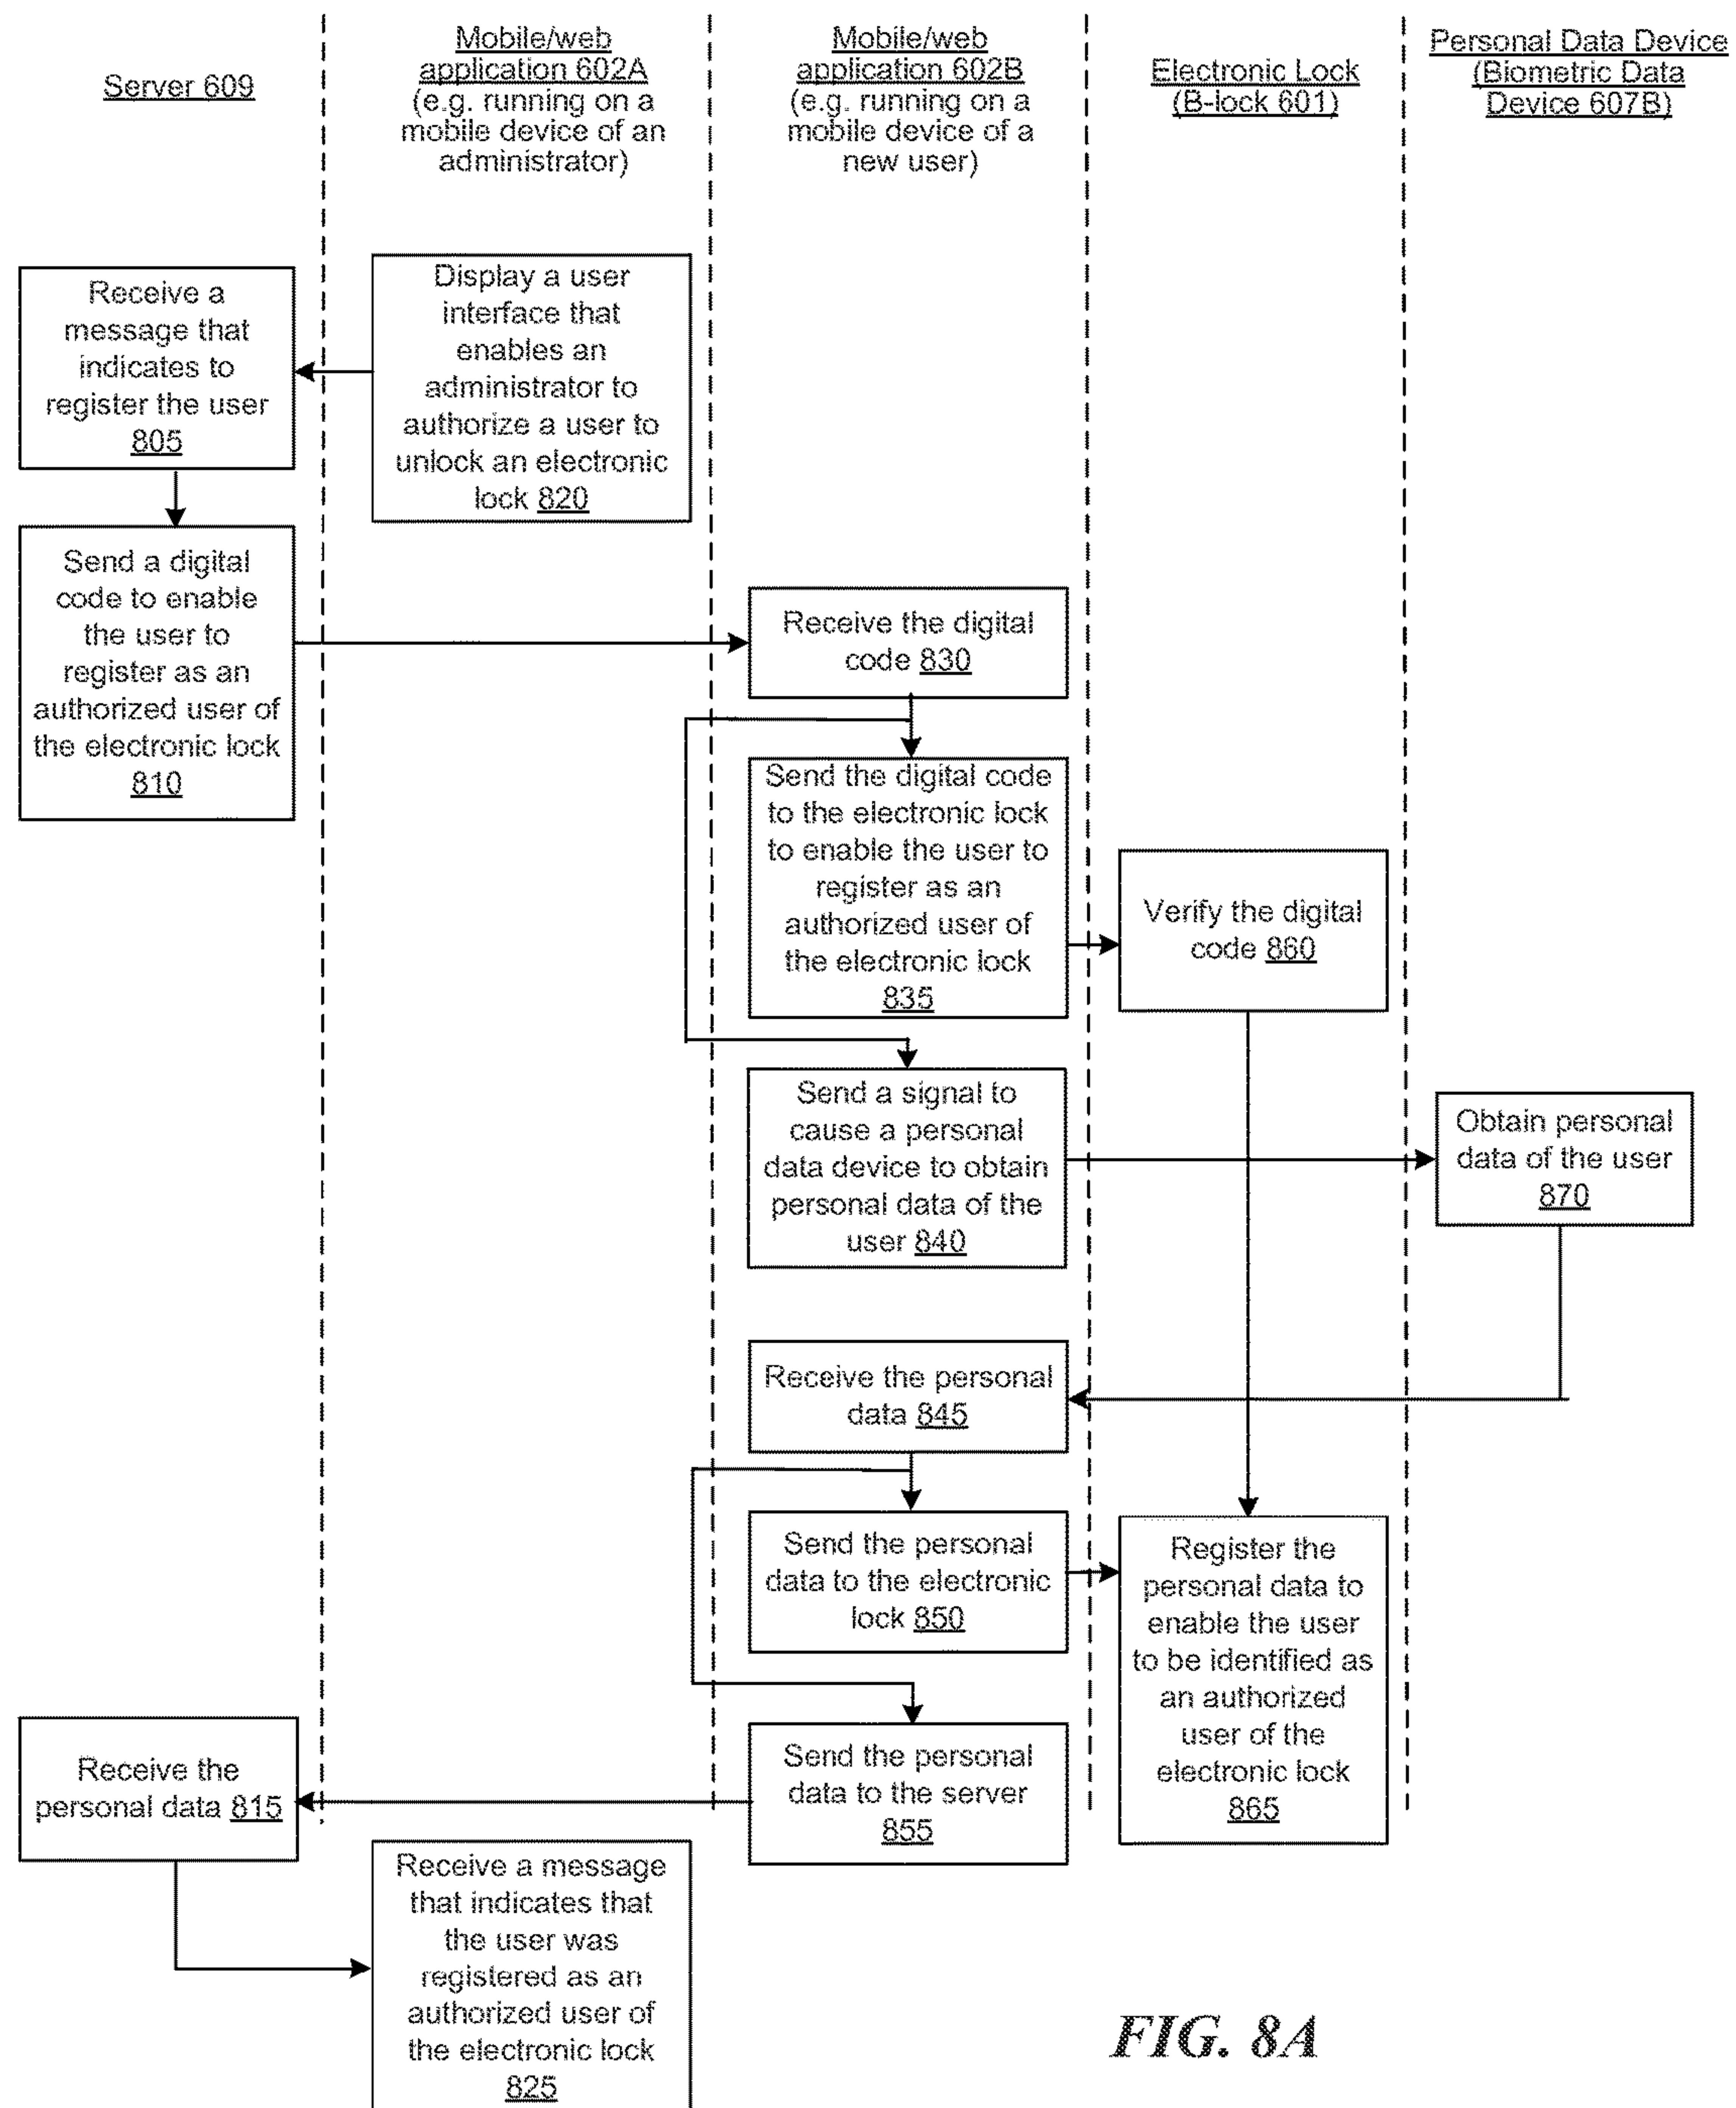 Server 609
Mobile/web
application 602A
(e.g. running on a
mobile device of an
administrator)
Mobile/web
application 602B
(e.g. running on a
mobile device of a
new user)
Electronic Lock
(B-lock 601)
Personal Data Device
(Biometric Data
Device 607B)
Receive a
message that
indicates to
register the user
805
Display a user
interface that
enables an
administrator to
authorize a user to
unlock an electronic
lock 820
Send a digital
code to enable
the user to
register as an
authorized user of
the electronic lock
810
Receive the digital
code 830
Send the digital code
to the electronic lock
to enable the user to
register as an
authorized user of
the electronic lock
835
Verify the digital
code 860
Send a signal to
cause a personal
data device to obtain
personal data of the
user 840
Obtain personal
data of the user
870
Receive the personal
data 845
Send the personal
data to the electronic
lock 850
Register the
personal data to
enable the user
to be identified as
an authorized
user of the
electronic lock
865
Send the personal
data to the server
855
Receive the
personal data 815
Receive a message
that indicates that
the user was
registered as an
authorized user of
the electronic lock
825
FIG. 8A